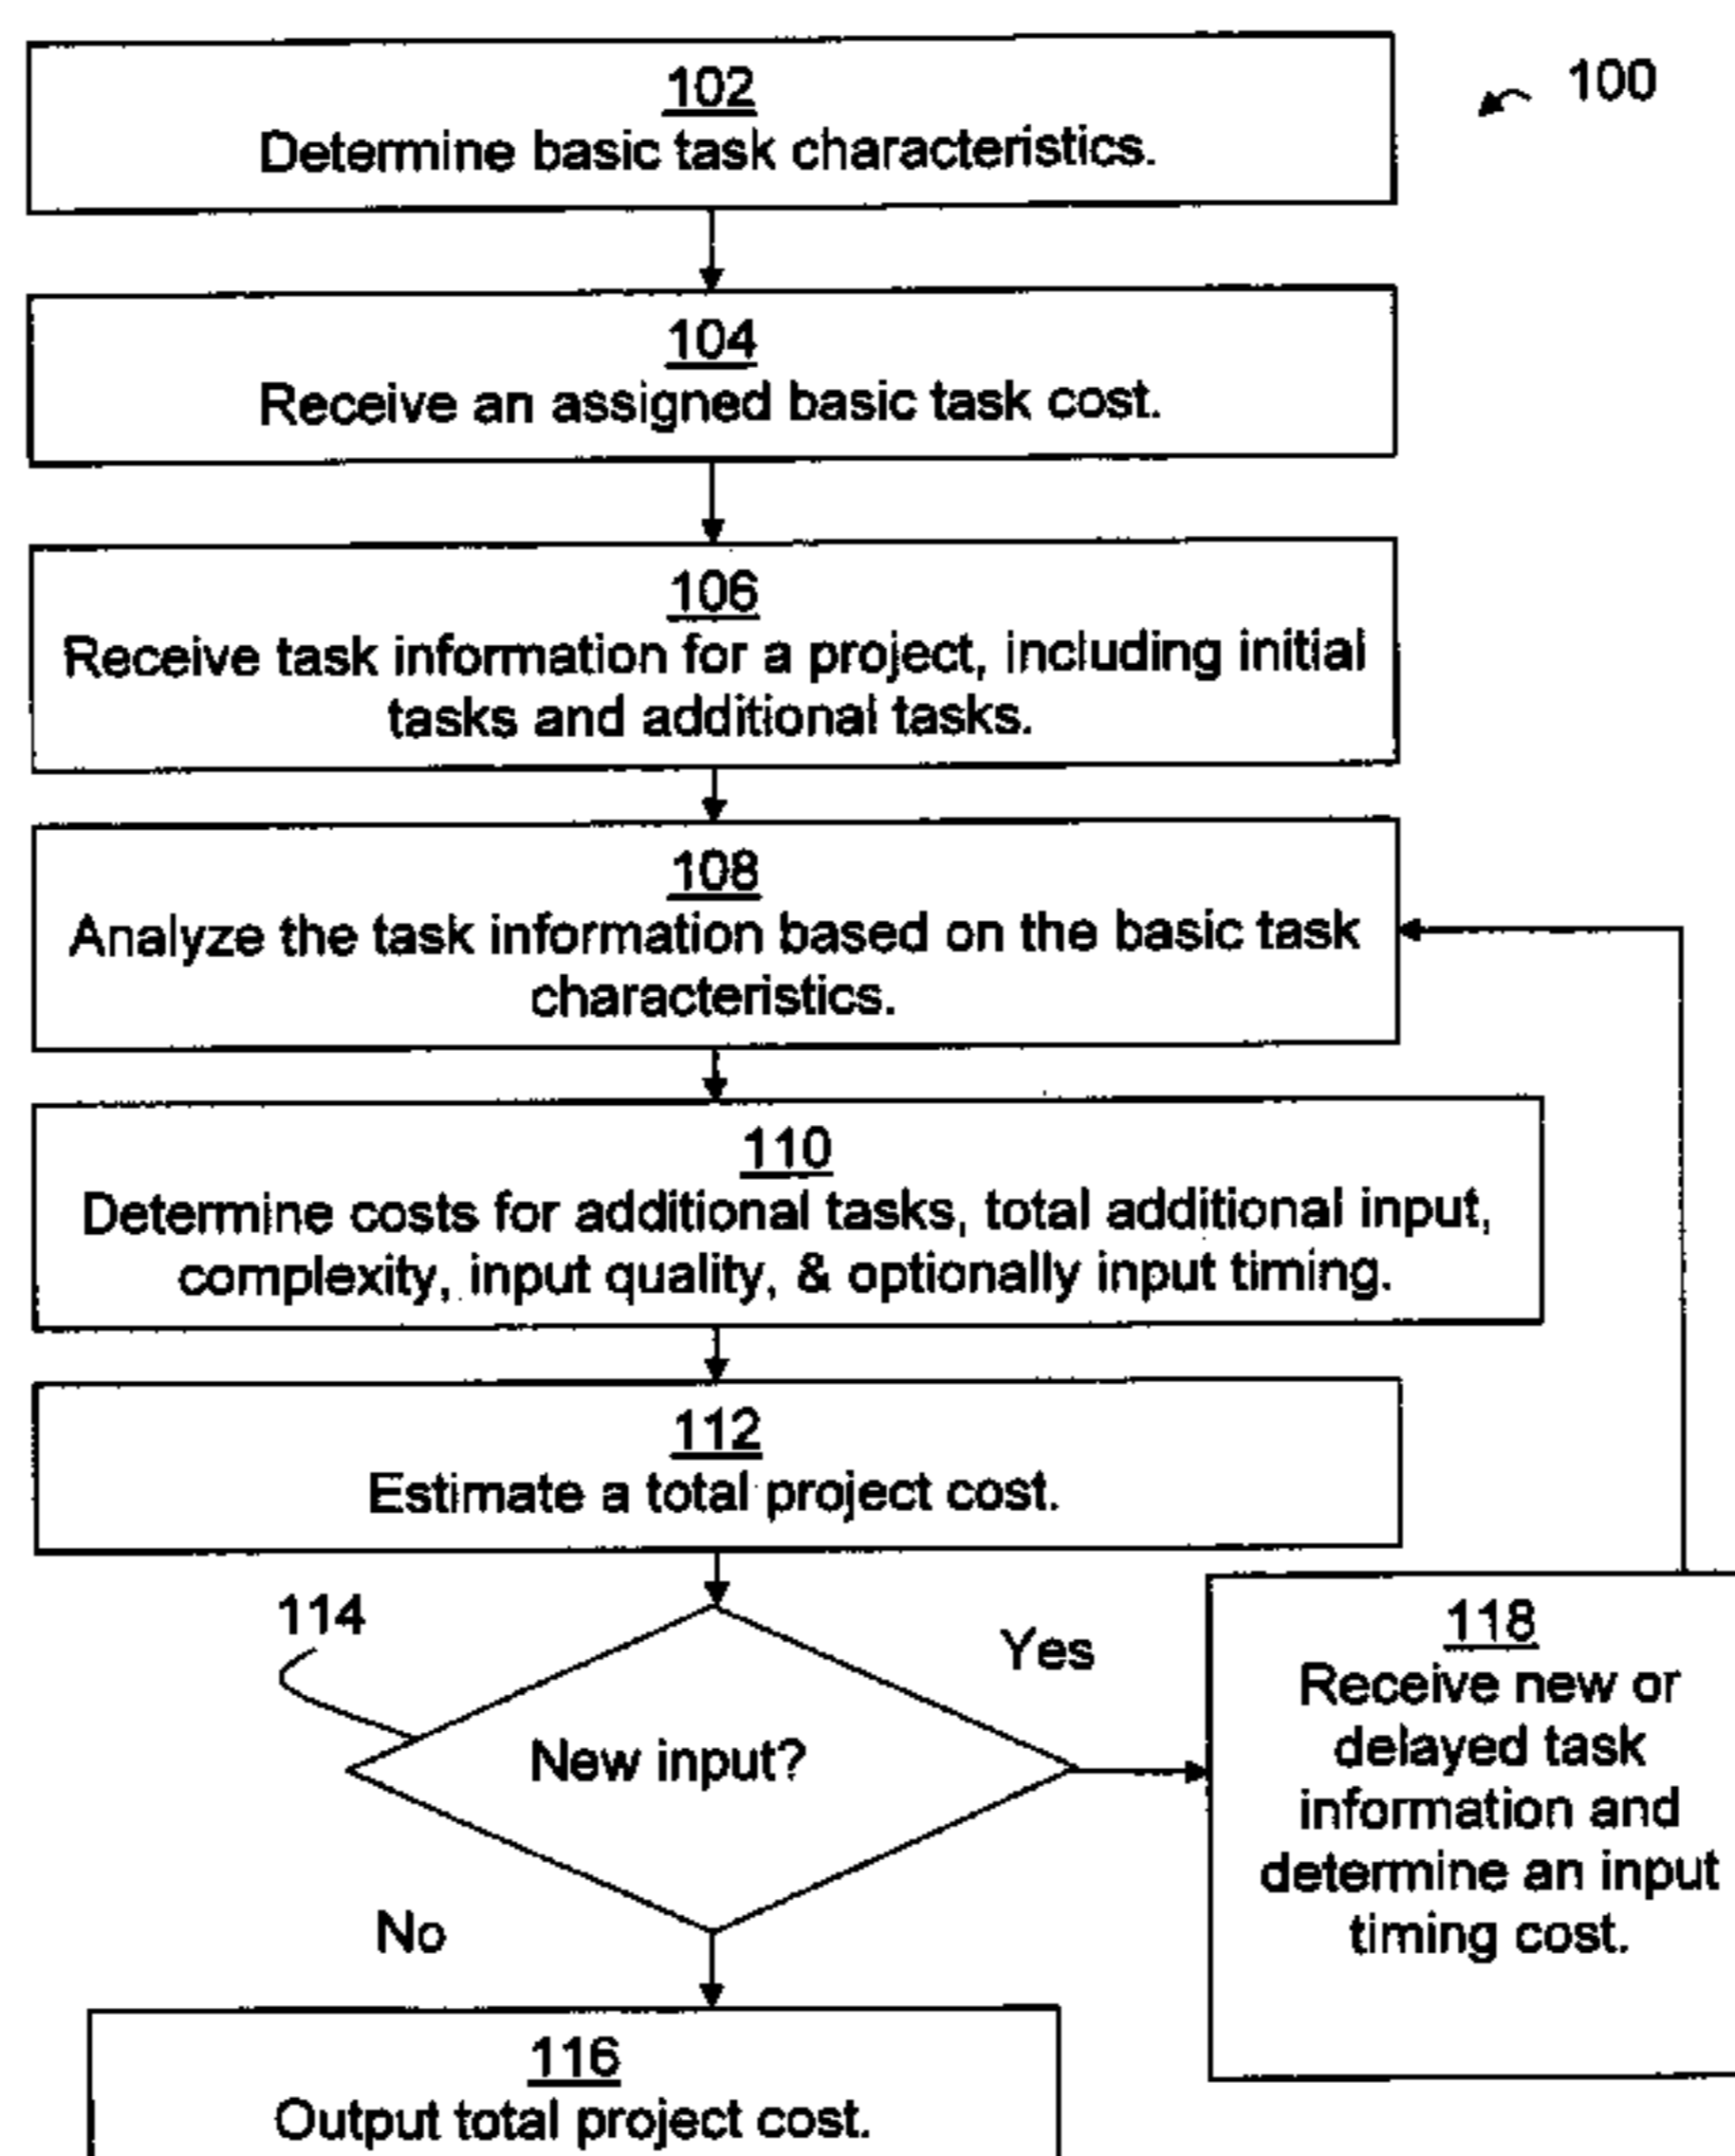 100
102
Determine basic task characteristics.
104
Receive an assigned basic task cost.
106
Receive task information for a project, including initial
tasks and additional tasks.
108
Analyze the task information based on the basic task
characteristics.
110
Determine costs for additional tasks, total additional input,
complexity, input quality, & optionally input timing.
112
Estimate a total project cost.
114
New input?
Yes
118
Receive new or
delayed task
information and
determine an input
timing cost.
No
116
Output total project cost.